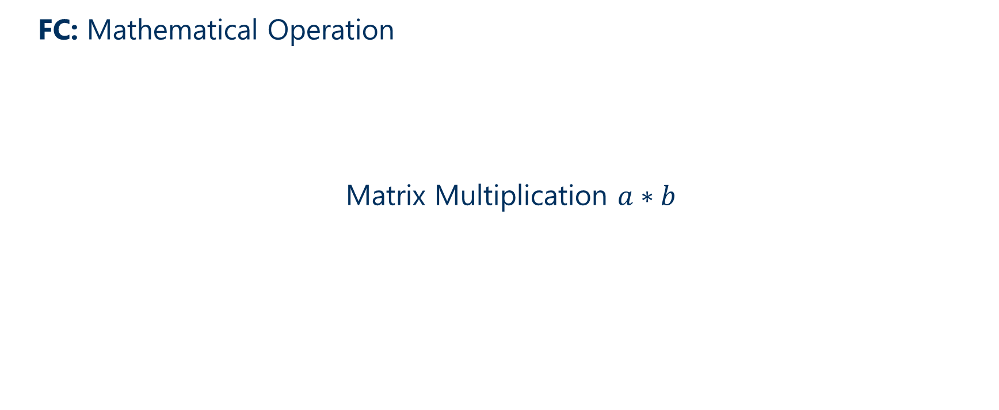 FC: Mathematical Operation
Matrix Multiplication 𝑎 ∗ 𝑏